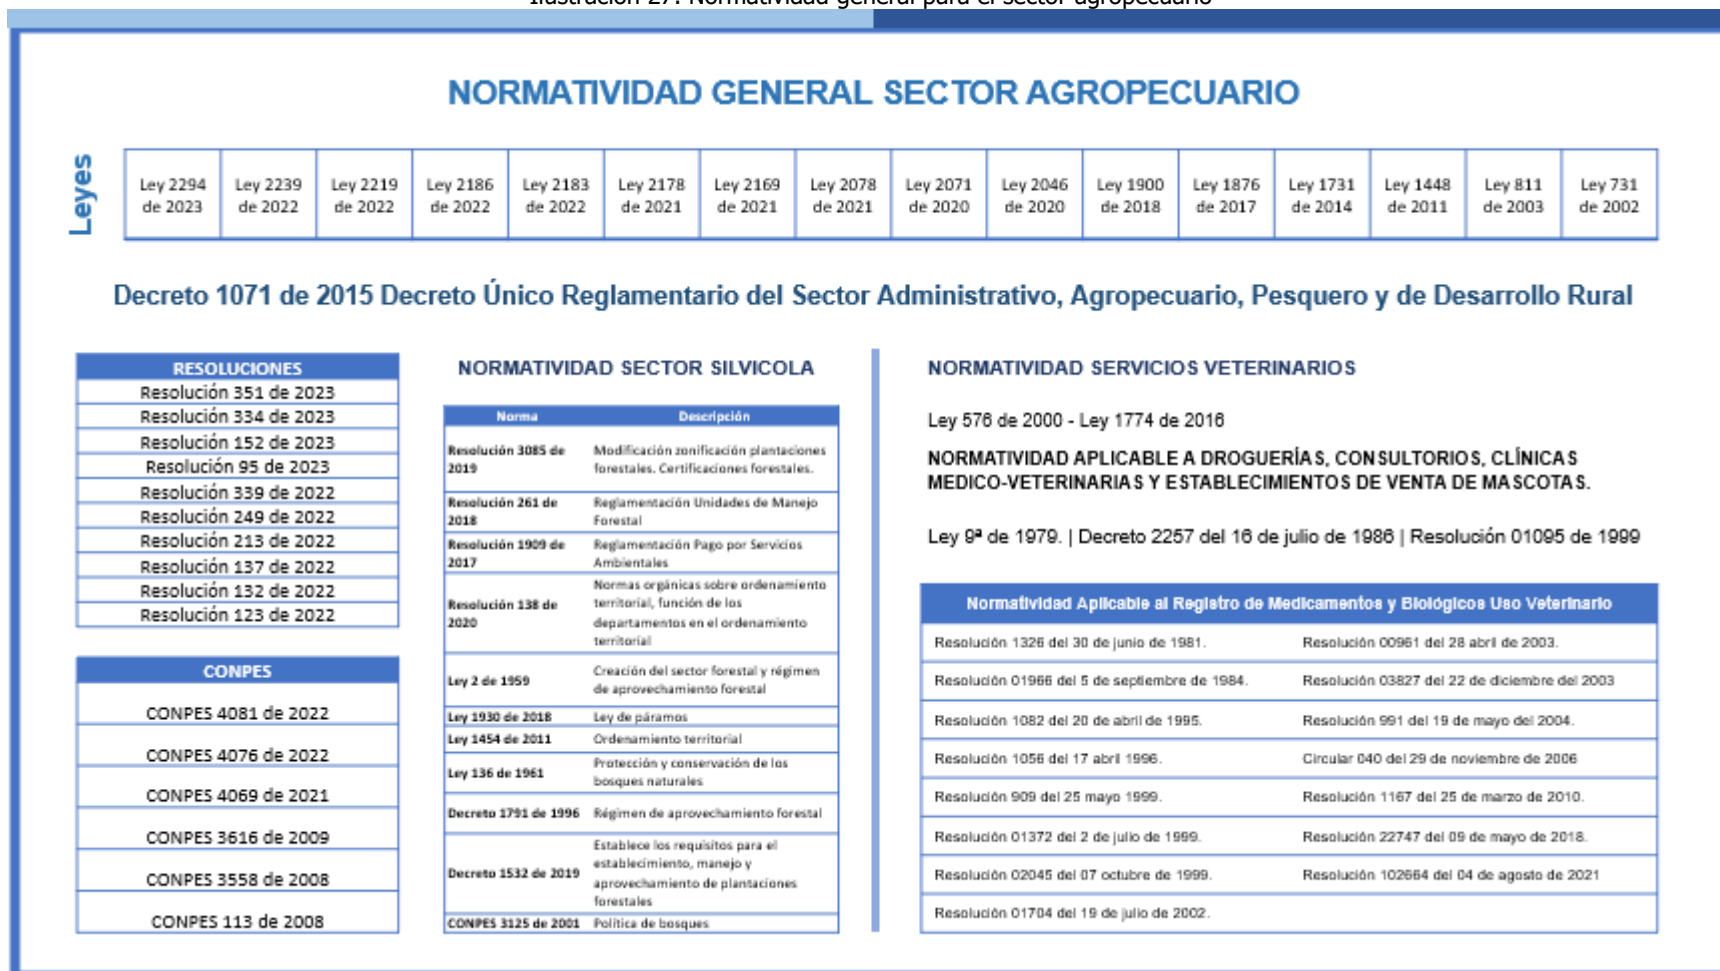 Ilustración 27. Normatividad general para el sector agropecuario
NORMATIVIDAD GENERAL SECTOR AGROPECUARIO
Leyes
Ley 2294 de 2023
Ley 2239 de 2022
Ley 2219 de 2022
Ley 2186 de 2022
Ley 2183 de 2022
Ley 2178 de 2021
Ley 2169 de 2021
Ley 2078 de 2021
Ley 2071 de 2020
Ley 2046 de 2020
Ley 1900 de 2018
Ley 1876 de 2017
Ley 1731 de 2014
Ley 1448 de 2011
Ley 811 de 2003
Ley 731 de 2002
Decreto 1071 de 2015 Decreto Único Reglamentario del Sector Administrativo, Agropecuario, Pesquero y de Desarrollo Rural
RESOLUCIONES
Resolución 351 de 2023
Resolución 334 de 2023
Resolución 152 de 2023
Resolución 95 de 2023
Resolución 339 de 2022
Resolución 249 de 2022
Resolución 213 de 2022
Resolución 137 de 2022
Resolución 132 de 2022
Resolución 123 de 2022
CONPES
CONPES 4081 de 2022
CONPES 4076 de 2022
CONPES 4069 de 2021
CONPES 3616 de 2009
CONPES 3558 de 2008
CONPES 113 de 2008
NORMATIVIDAD SECTOR SILVICOLA
Norma Descripción
Resolución 3085 de 2019 Modificación zonificación plantaciones
forestales. Certificaciones forestales.
Resolución 261 de 2018 Reglamentación Unidades de Manejo
Forestal
Resolución 1909 de 2017 Reglamentación Pago por Servicios
Ambientales
Resolución 138 de 2020 Normas orgánicas sobre ordenamiento
territorial, función de los
departamentos en el ordenamiento
territorial
Ley 2 de 1959 Creación del sector forestal y régimen
de aprovechamiento forestal
Ley 1930 de 2018 Ley de páramos
Ley 1454 de 2011 Ordenamiento territorial
Ley 136 de 1961 Protección y conservación de los
bosques naturales
Decreto 1791 de 1996 Régimen de aprovechamiento forestal
Decreto 1532 de 2019 Establece los requisitos para el
establecimiento, manejo y
aprovechamiento de plantaciones
forestales
CONPES 3125 de 2001 Política de bosques
NORMATIVIDAD SERVICIOS VETERINARIOS
Ley 576 de 2000 - Ley 1774 de 2016
NORMATIVIDAD APLICABLE A DROGUERÍAS, CONSULTORIOS, CLÍNICAS
MEDICO-VETERINARIAS Y ESTABLECIMIENTOS DE VENTA DE MASCOTAS.
Ley 9ª de 1979. | Decreto 2257 del 16 de julio de 1986 | Resolución 01095 de 1999
Normatividad Aplicable al Registro de Medicamentos y Biológicos Uso Veterinario
Resolución 1326 del 30 de junio de 1981. Resolución 00961 del 28 abril de 2003.
Resolución 01966 del 5 de septiembre de 1984. Resolución 03827 del 22 de diciembre del 2003
Resolución 1082 del 20 de abril de 1995. Resolución 991 del 19 de mayo del 2004.
Resolución 1056 del 17 abril 1996. Circular 040 del 29 de noviembre de 2006
Resolución 909 del 25 mayo 1999. Resolución 1167 del 25 de marzo de 2010.
Resolución 01372 del 2 de julio de 1999. Resolución 22747 del 09 de mayo de 2018.
Resolución 02045 del 07 octubre de 1999. Resolución 102664 del 04 de agosto de 2021
Resolución 01704 del 19 de julio de 2002.